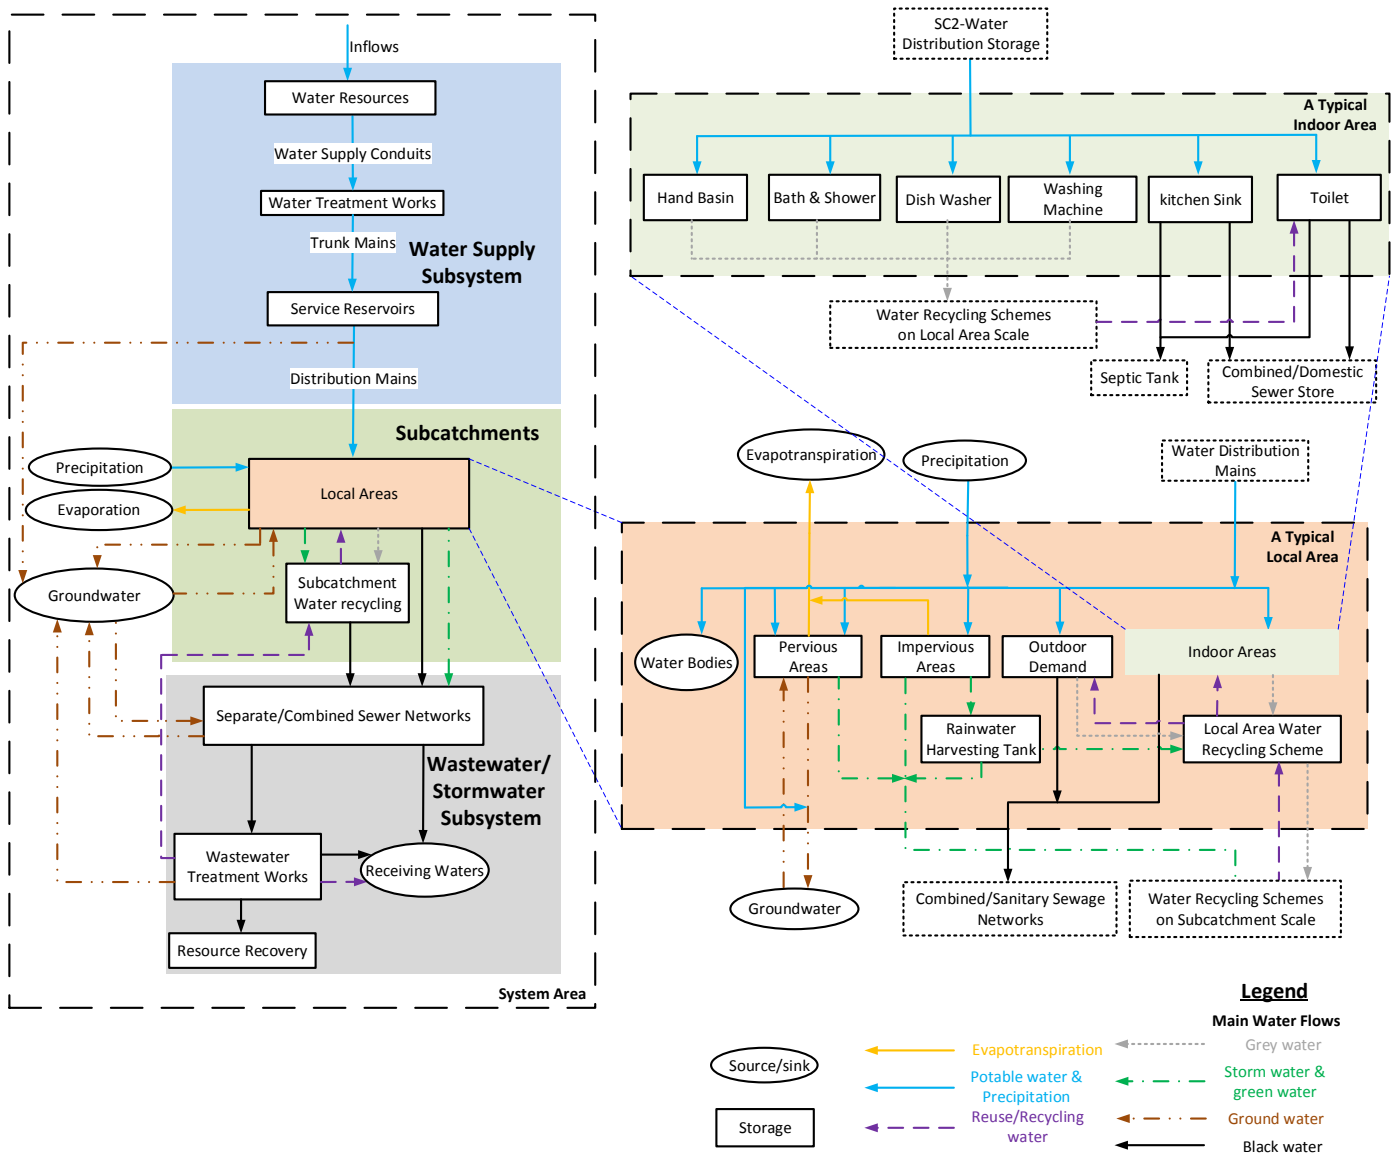 Inflows
Water Resources
Water Supply Conduits
Water Treatment Works
Trunk Mains
Water Supply
Subsystem
Service Reservoirs
Distribution Mains
Subcatchments
Precipitation
Local Areas
Evaporation
Groundwater
Subcatchment
Water recycling
Separate/Combined Sewer Networks
Wastewater/
Stormwater
Subsystem
Wastewater
Treatment Works
Receiving Waters
Resource Recovery
System Area
SC2-Water
Distribution Storage
A Typical
Indoor Area
Hand Basin
Bath & Shower
Dish Washer
Washing
Machine
kitchen Sink
Toilet
Water Recycling Schemes
on Local Area Scale
Septic Tank
Combined/Domestic
Sewer Store
Evapotranspiration
Precipitation
Water Distribution
Mains
A Typical
Local Area
Water Bodies
Pervious
Areas
Impervious
Areas
Outdoor
Demand
Indoor Areas
Rainwater
Harvesting Tank
Local Area Water
Recycling Scheme
Groundwater
Combined/Sanitary Sewage
Networks
Water Recycling Schemes
on Subcatchment Scale
Legend
Main Water Flows
Source/sink
Storage
Evapotranspiration
Potable water &
Precipitation
Reuse/Recycling
water
Grey water
Storm water &
green water
Ground water
Black water